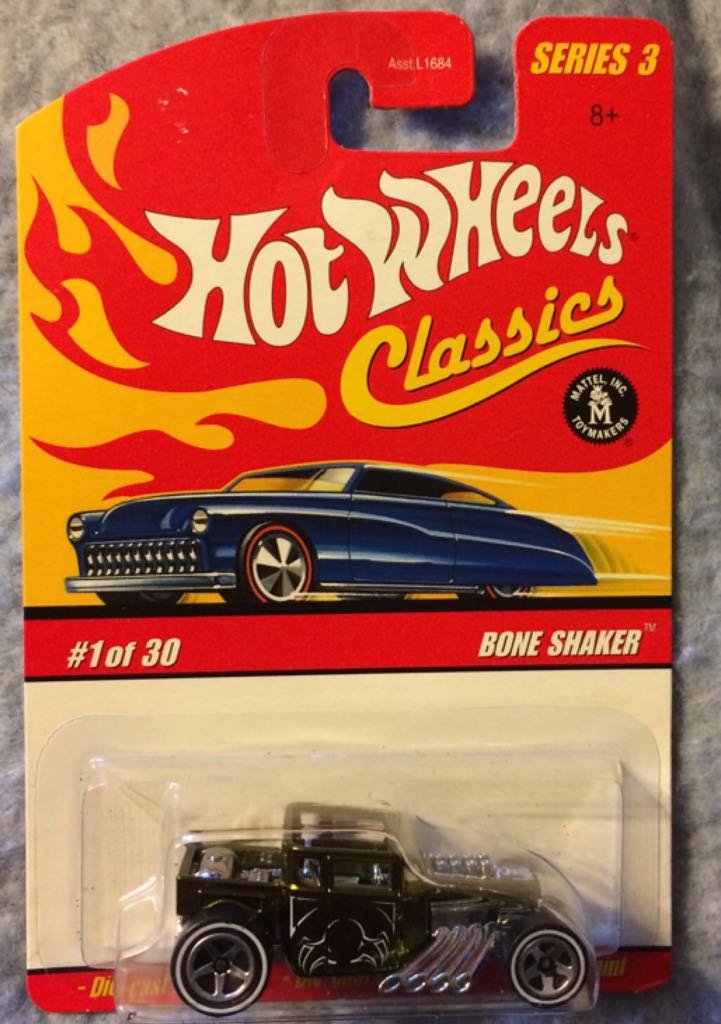 Asst.L1684
SERIES 3
8+
HOT WHEELS®
Classics
MATTEL, INC.
M
TOYMAKERS®
#1 of 30
BONE SHAKER™